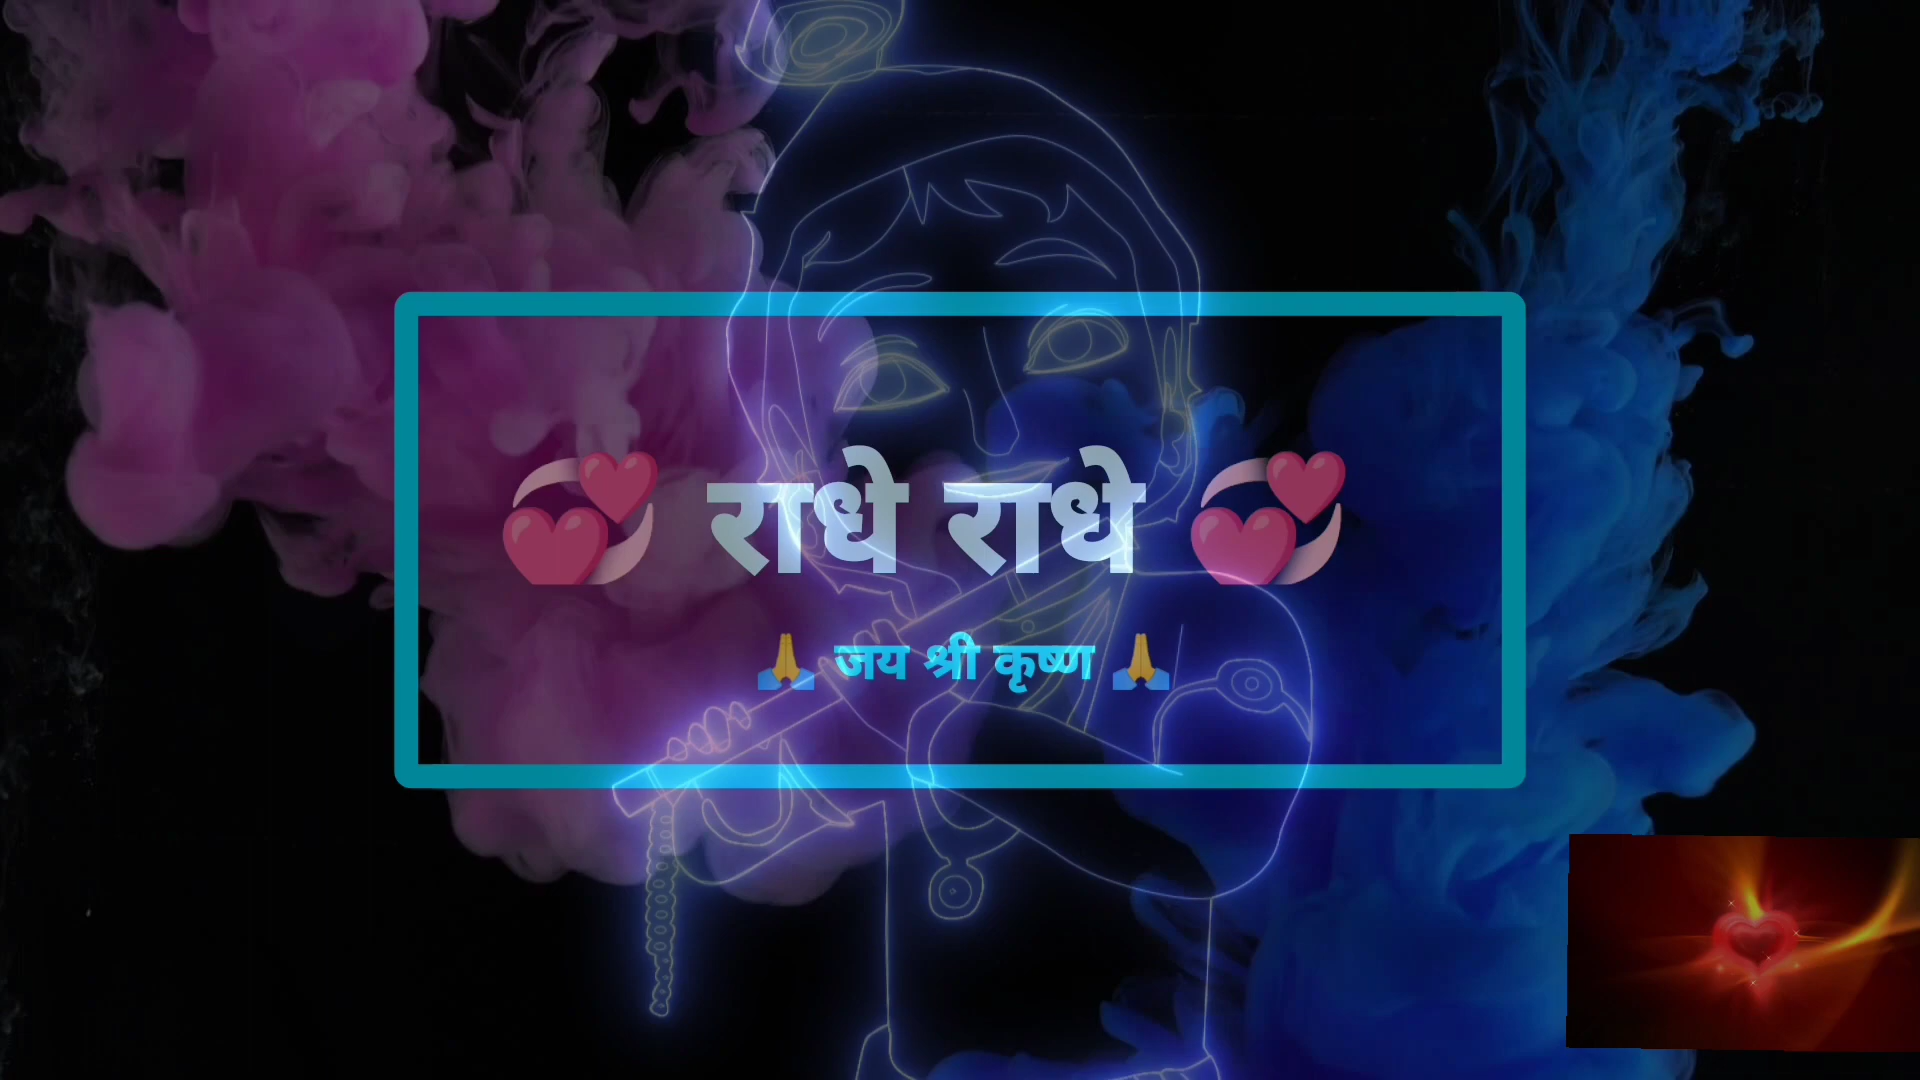 💞 राधे राधे 💞
🙏 जय श्री कृष्ण 🙏